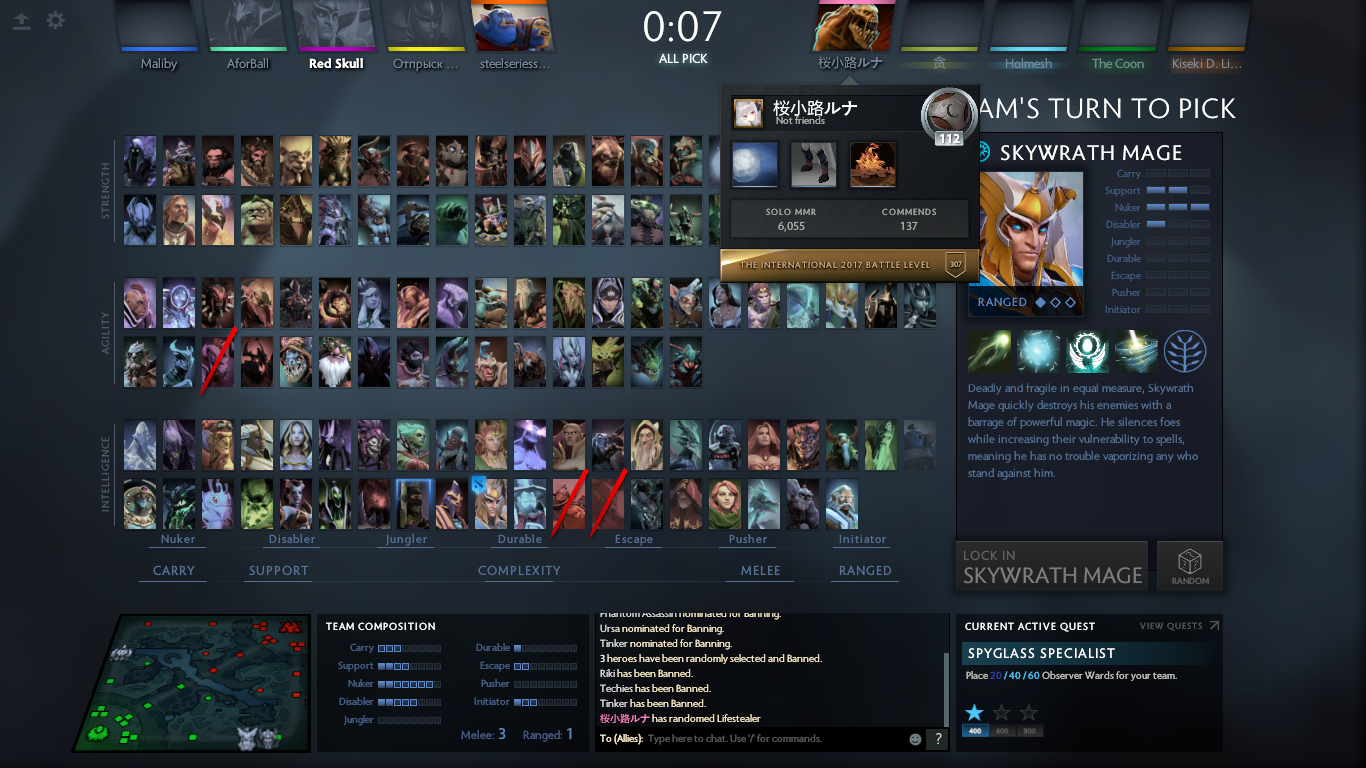 0:07
ALL PICK
Maliby
AforBall
Red Skull
Отпрыск ...
steelseriess...
桜小路ルナ
貪
Holmesh
The Coon
Kiseki D. Li...
桜小路ルナ
Not friends
112
SOLO MMR
6,055
COMMENDS
137
THE INTERNATIONAL 2017 BATTLE LEVEL
307
AM'S TURN TO PICK
SKYWRATH MAGE
Carry
Support
Nuker
Disabler
Jungler
Durable
Escape
Pusher
Initiator
RANGED
Deadly and fragile in equal measure, Skywrath
Mage quickly destroys his enemies with a
barrage of powerful magic. He silences foes
while increasing their vulnerability to spells,
meaning he has no trouble vaporizing any who
stand against him.
LOCK IN
SKYWRATH MAGE
RANDOM
STRENGTH
AGILITY
INTELLIGENCE
Nuker
Disabler
Jungler
Durable
Escape
Pusher
Initiator
CARRY
SUPPORT
COMPLEXITY
MELEE
RANGED
TEAM COMPOSITION
Carry
Support
Nuker
Disabler
Jungler
Durable
Escape
Pusher
Initiator
Melee: 3
Ranged: 1
Phantom Assassin nominated for Banning.
Ursa nominated for Banning.
Tinker nominated for Banning.
3 heroes have been randomly selected and Banned.
Riki has been Banned.
Techies has been Banned.
Tinker has been Banned.
桜小路ルナ has randomed Lifestealer
To (Allies): Type here to chat. Use '/' for commands.
?
CURRENT ACTIVE QUEST
VIEW QUESTS
SPYGLASS SPECIALIST
Place 20 / 40 / 60 Observer Wards for your team.
400
600
800